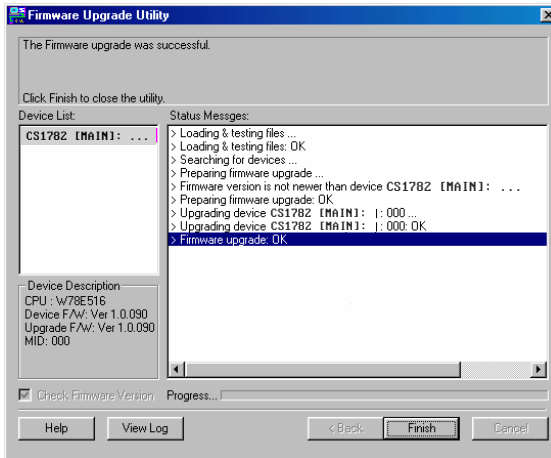 Firmware Upgrade Utility
The Firmware upgrade was successful.
Click Finish to close the utility.
Device List:
CS1782 [MAIN]: ...
Status Messges:
> Loading & testing files ...
> Loading & testing files: OK
> Searching for devices ...
> Preparing firmware upgrade ...
> Firmware version is not newer than device CS1782 [MAIN]: ...
> Preparing firmware upgrade: OK
> Upgrading device CS1782 [MAIN]: |: 000 ...
> Upgrading device CS1782 [MAIN]: |: 000: OK
> Firmware upgrade: OK
Device Description
CPU : W78E516
Device F/W: Ver 1.0.090
Upgrade F/W: Ver 1.0.090
MID: 000
Check Firmware Version
Progress...
Help
View Log
< Back
Finish
Cancel